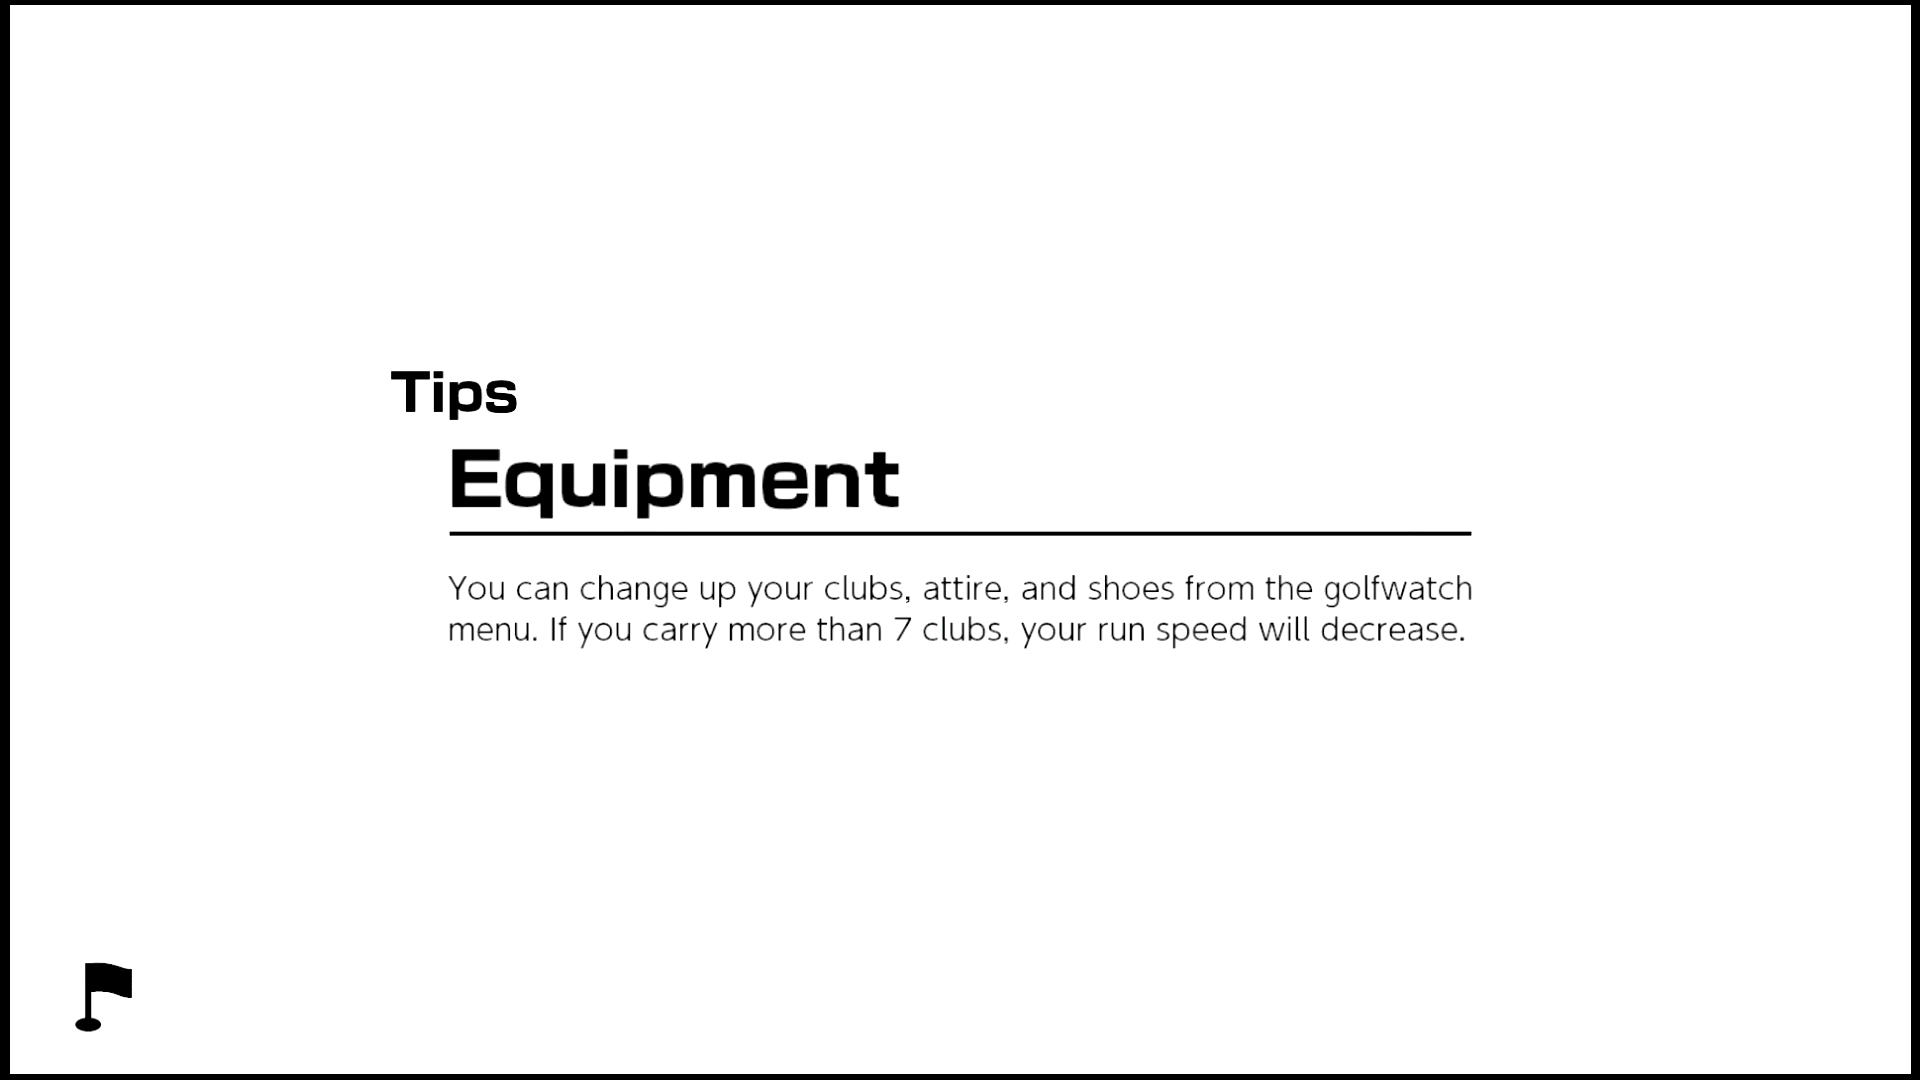 Tips
Equipment
You can change up your clubs, attire, and shoes from the golfwatch
menu. If you carry more than 7 clubs, your run speed will decrease.